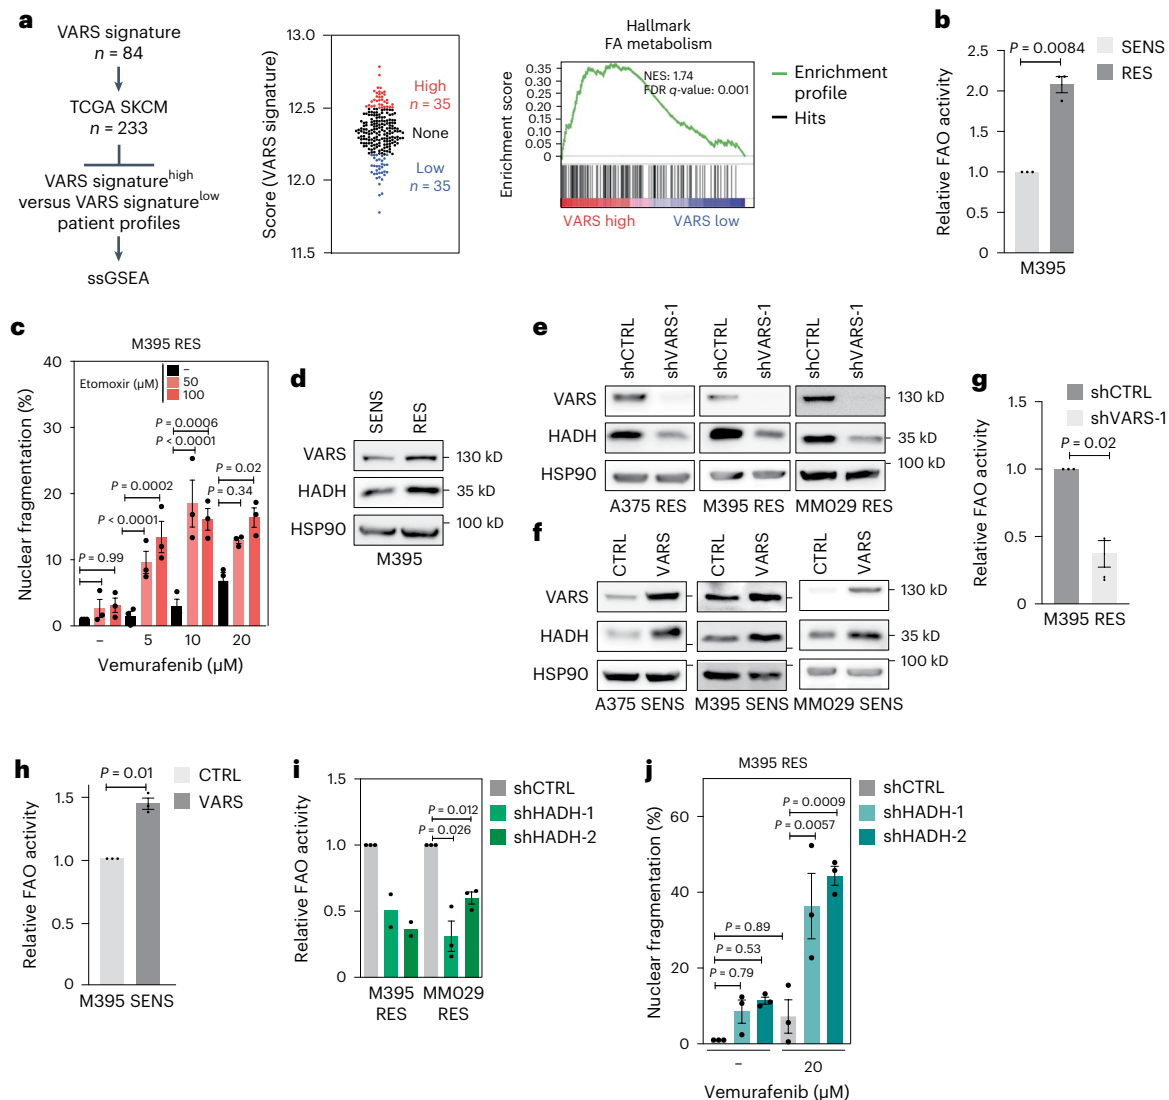 a
VARS signature
n = 84
TCGA SKCM
n = 233
VARS signaturehigh
versus VARS signaturelow
patient profiles
ssGSEA
Score (VARS signature)
13.0
12.5
12.0
11.5
High
n = 35
None
Low
n = 35
Hallmark
FA metabolism
Enrichment score
0.35
0.30
0.25
0.20
0.15
0.10
0.05
0
NES: 1.74
FDR q-value: 0.001
VARS high
VARS low
Enrichment
profile
Hits
b
Relative FAO activity
2.5
2.0
1.5
1.0
0.5
0
P = 0.0084
SENS
RES
M395
c
M395 RES
Nuclear fragmentation (%)
40
30
20
10
0
Etomoxir (µM)
–
50
100
P = 0.0006
P < 0.0001
P = 0.02
P = 0.34
P = 0.0002
P < 0.0001
P = 0.99
–
5
10
20
Vemurafenib (µM)
d
SENS
RES
VARS
130 kD
HADH
35 kD
HSP90
100 kD
M395
e
shCTRL
shVARS-1
shCTRL
shVARS-1
shCTRL
shVARS-1
VARS
130 kD
HADH
35 kD
HSP90
100 kD
A375 RES
M395 RES
MM029 RES
f
CTRL
VARS
CTRL
VARS
CTRL
VARS
VARS
130 kD
HADH
35 kD
HSP90
100 kD
A375 SENS
M395 SENS
MM029 SENS
g
shCTRL
shVARS-1
Relative FAO activity
1.5
1.0
0.5
0
P = 0.02
M395 RES
h
P = 0.01
CTRL
VARS
Relative FAO activity
1.5
1.0
0.5
0
M395 SENS
i
Relative FAO activity
1.5
1.0
0.5
0
P = 0.012
P = 0.026
shCTRL
shHADH-1
shHADH-2
M395
RES
MM029
RES
j
M395 RES
Nuclear fragmentation (%)
60
40
20
0
P = 0.0009
P = 0.0057
P = 0.89
P = 0.53
P = 0.79
shCTRL
shHADH-1
shHADH-2
–
20
Vemurafenib (µM)